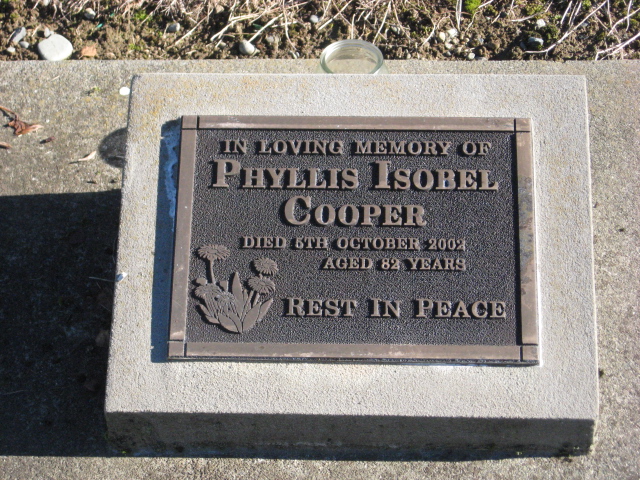 IN LOVING MEMORY OF
PHYLLIS ISOBEL
COOPER
DIED 5TH OCTOBER 2002
AGED 82 YEARS
REST IN PEACE